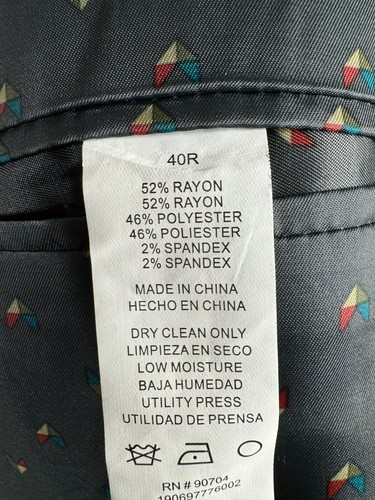 40R
52% RAYON
52% RAYON
46% POLYESTER
46% POLIESTER
2% SPANDEX
2% SPANDEX
MADE IN CHINA
HECHO EN CHINA
DRY CLEAN ONLY
LIMPIEZA EN SECO
LOW MOISTURE
BAJA HUMEDAD
UTILITY PRESS
UTILIDAD DE PRENSA
RN # 90704
190697776002